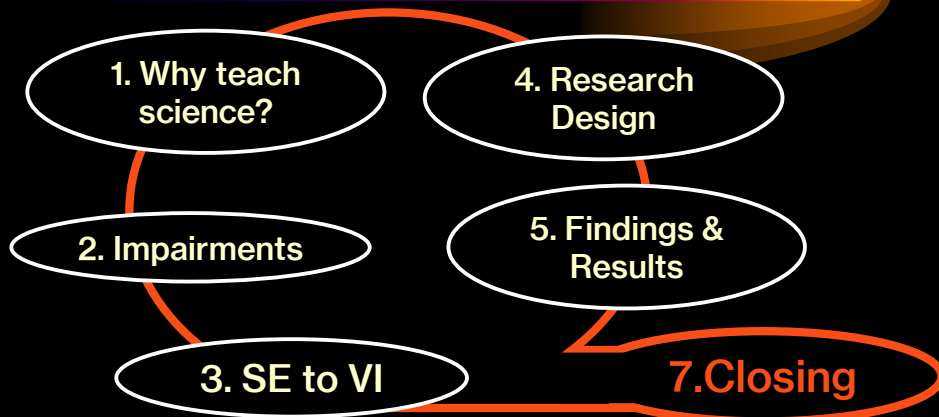 1. Why teach
science?
2. Impairments
3. SE to VI
4. Research
Design
5. Findings &
Results
7.Closing